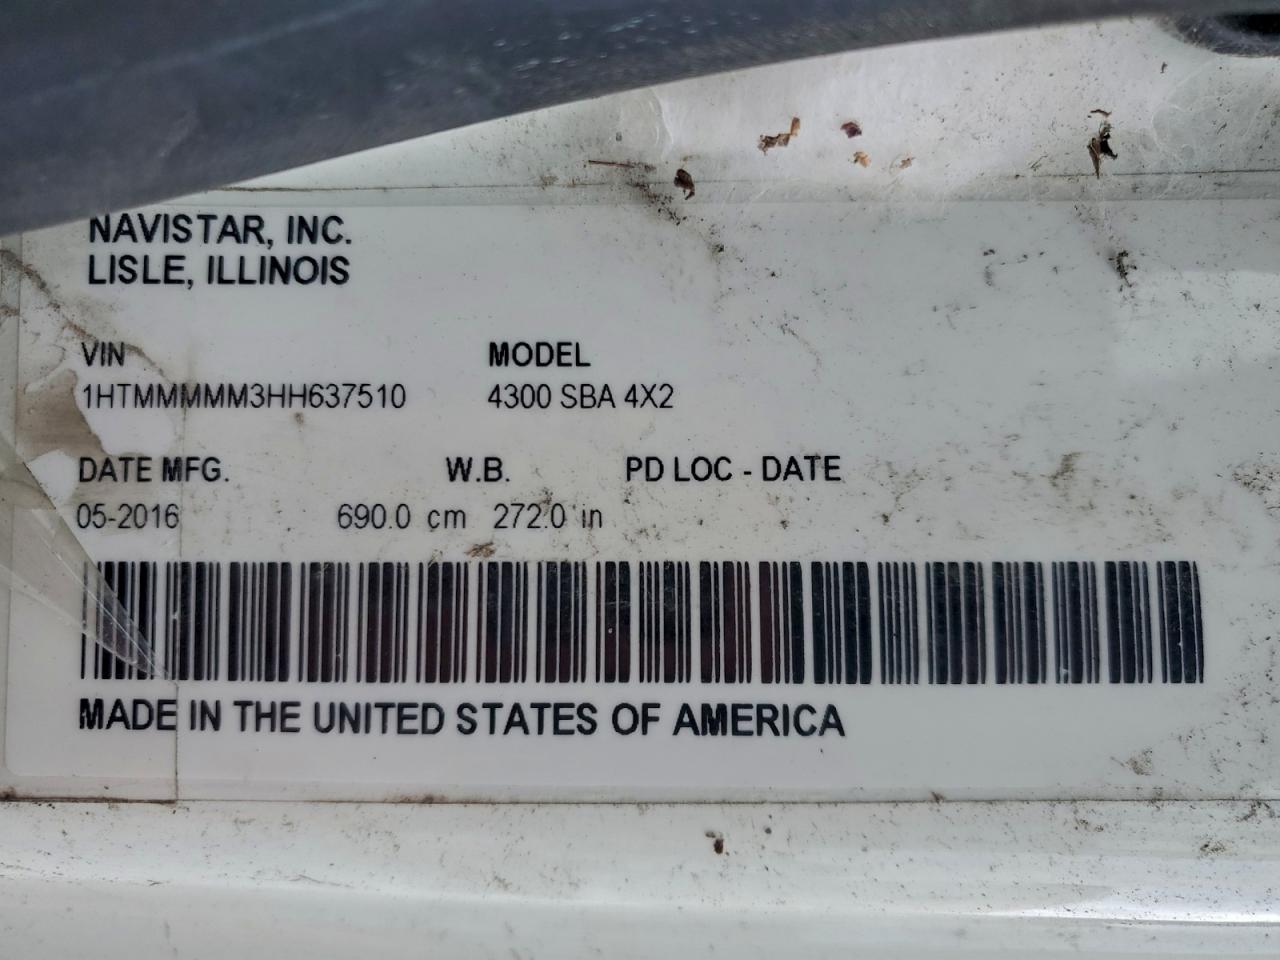 NAVISTAR, INC.
LISLE, ILLINOIS
VIN MODEL
1HTMMMMM3HH637510 4300 SBA 4X2
DATE MFG. W.B. PD LOC - DATE
05-2016 690.0 cm 272.0 in
MADE IN THE UNITED STATES OF AMERICA